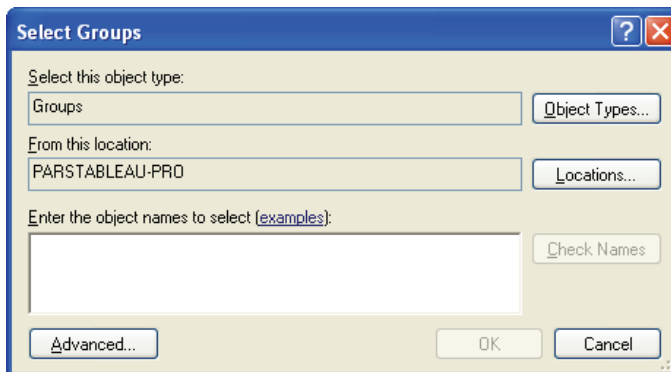 Select Groups
Select this object type:
Groups
Object Types...
From this location:
PARSTABLEAU-PRO
Locations...
Enter the object names to select (examples):
Check Names
Advanced...
OK
Cancel